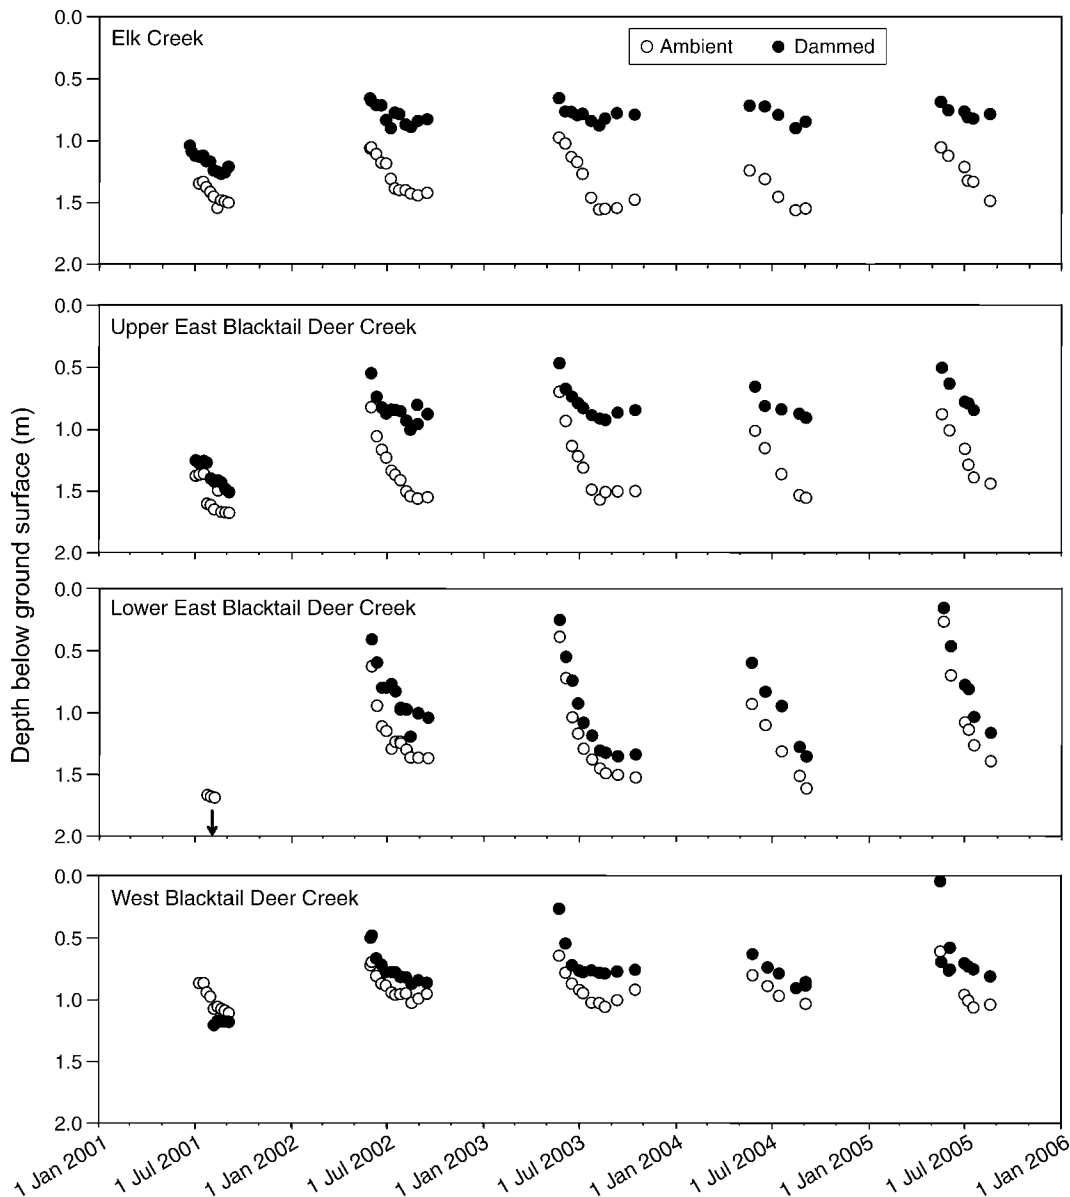 0.0
Elk Creek
Ambient
Dammed
0.5
1.0
1.5
2.0
0.0
Upper East Blacktail Deer Creek
0.5
1.0
1.5
2.0
Depth below ground surface (m)
0.0
Lower East Blacktail Deer Creek
0.5
1.0
1.5
2.0
0.0
West Blacktail Deer Creek
0.5
1.0
1.5
2.0
1 Jan 2001
1 Jul 2001
1 Jan 2002
1 Jul 2002
1 Jan 2003
1 Jul 2003
1 Jan 2004
1 Jul 2004
1 Jan 2005
1 Jul 2005
1 Jan 2006